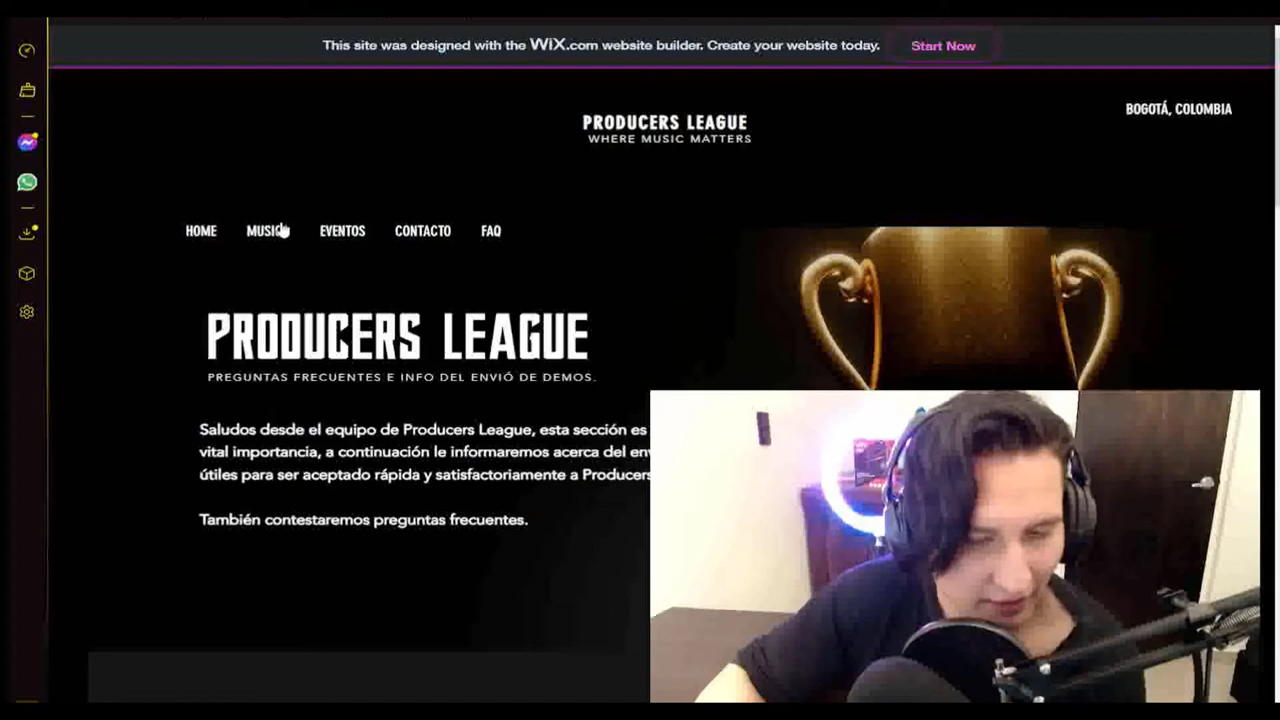 This site was designed with the WiX.com website builder. Create your website today. Start Now
BOGOTÁ, COLOMBIA
PRODUCERS LEAGUE
WHERE MUSIC MATTERS
HOME MUSIC EVENTOS CONTACTO FAQ
PRODUCERS LEAGUE
PREGUNTAS FRECUENTES E INFO DEL ENVIÓ DE DEMOS.
Saludos desde el equipo de Producers League, esta sección es
vital importancia, a continuación le informaremos acerca del
útiles para ser aceptado rápida y satisfactoriamente a Producers
También contestaremos preguntas frecuentes.